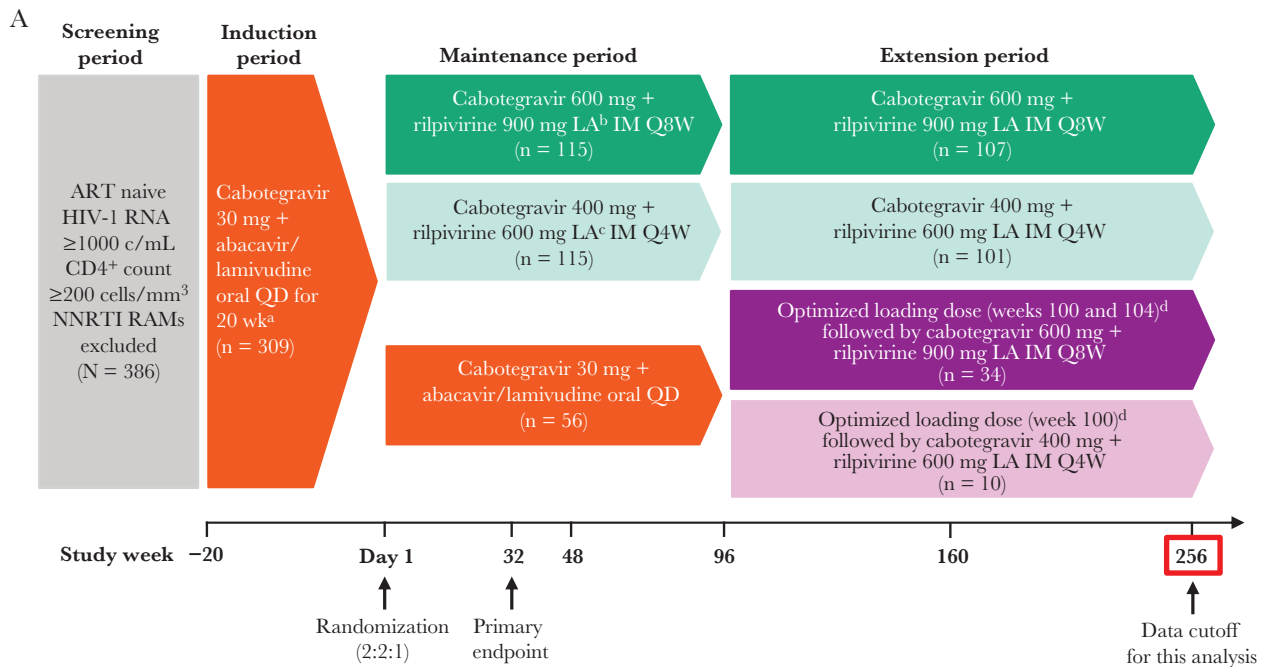 A
Screening
period
Induction
period
Maintenance period
Extension period
ART naive
HIV-1 RNA
≥1000 c/mL
CD4⁺ count
≥200 cells/mm³
NNRTI RAMs
excluded
(N = 386)
Cabotegravir
30 mg +
abacavir/
lamivudine
oral QD for
20 wkᵃ
(n = 309)
Cabotegravir 600 mg +
rilpivirine 900 mg LAᵇ IM Q8W
(n = 115)
Cabotegravir 400 mg +
rilpivirine 600 mg LAᶜ IM Q4W
(n = 115)
Cabotegravir 30 mg +
abacavir/lamivudine oral QD
(n = 56)
Cabotegravir 600 mg +
rilpivirine 900 mg LA IM Q8W
(n = 107)
Cabotegravir 400 mg +
rilpivirine 600 mg LA IM Q4W
(n = 101)
Optimized loading dose (weeks 100 and 104)ᵈ
followed by cabotegravir 600 mg +
rilpivirine 900 mg LA IM Q8W
(n = 34)
Optimized loading dose (week 100)ᵈ
followed by cabotegravir 400 mg +
rilpivirine 600 mg LA IM Q4W
(n = 10)
Study week −20 Day 1 32 48 96 160 256
Randomization
(2:2:1)
Primary
endpoint
Data cutoff
for this analysis